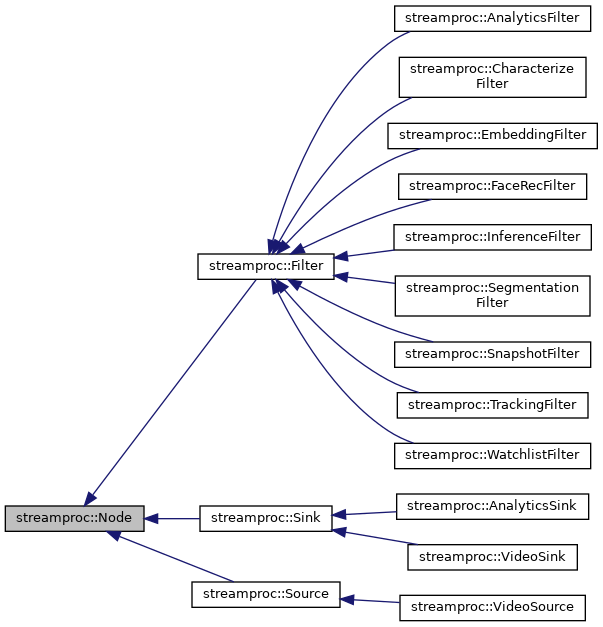 streamproc::AnalyticsFilter
streamproc::Characterize
Filter
streamproc::EmbeddingFilter
streamproc::FaceRecFilter
streamproc::InferenceFilter
streamproc::Filter
streamproc::Segmentation
Filter
streamproc::SnapshotFilter
streamproc::TrackingFilter
streamproc::WatchlistFilter
streamproc::AnalyticsSink
streamproc::Node
streamproc::Sink
streamproc::VideoSink
streamproc::Source
streamproc::VideoSource